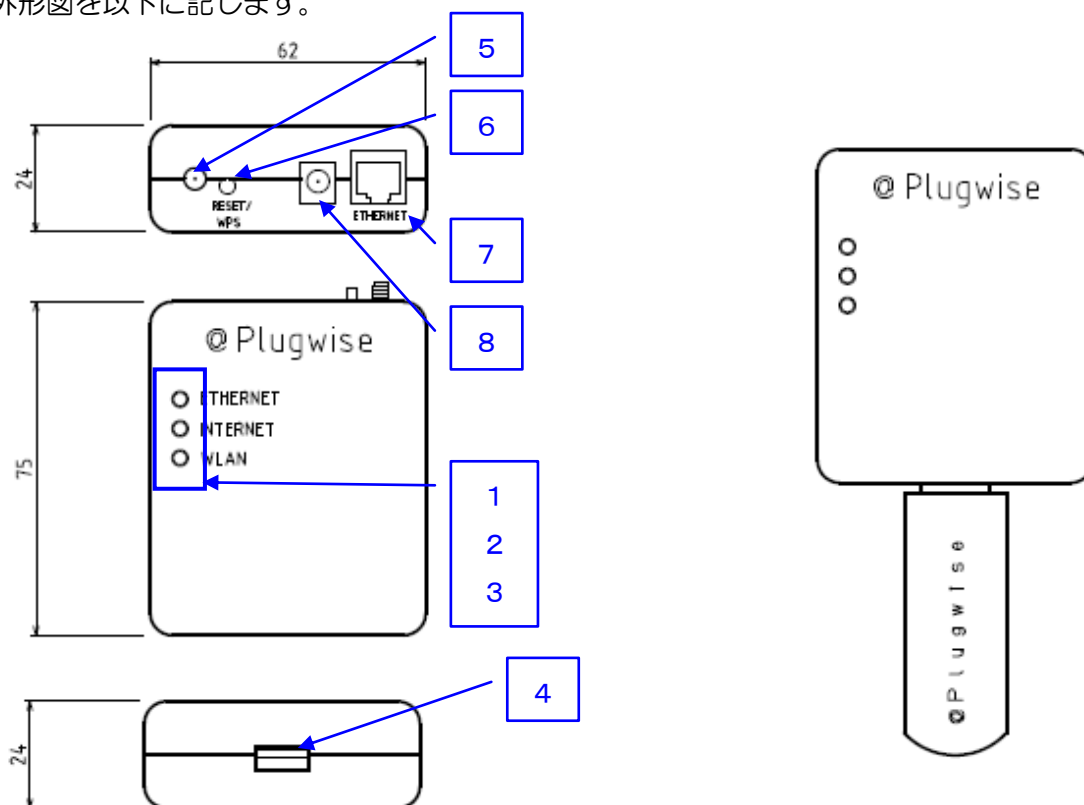 外形図を以下に記します。
62
5
6
24
RESET/
WPS
ETHERNET
7
8
@ Plugwise
ETHERNET
INTERNET
WLAN
75
1
2
3
4
24
@ Plugwise
@Plugwise